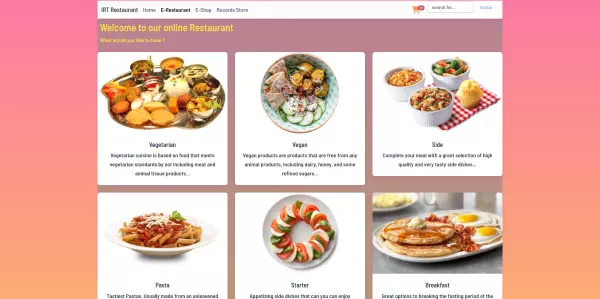 IRT Restaurant Home E-Restaurant E-Shop Records Store 0 search for... SEARCH
Welcome to our online Restaurant
What would you like to have ?
Vegetarian
Vegetarian cuisine is based on food that meets
vegetarian standards by not including meat and
animal tissue products...
Vegan
Vegan products are products that are free from any
animal products, including dairy, honey, and some
refined sugars...
Side
Complete your meal with a great selection of high
quality and very tasty side dishes...
Pasta
Tastiest Pastas. Usually made from an unleavened
Starter
Appetizing side dishes that can you can enjoy
Breakfast
Great options to breaking the fasting period of the